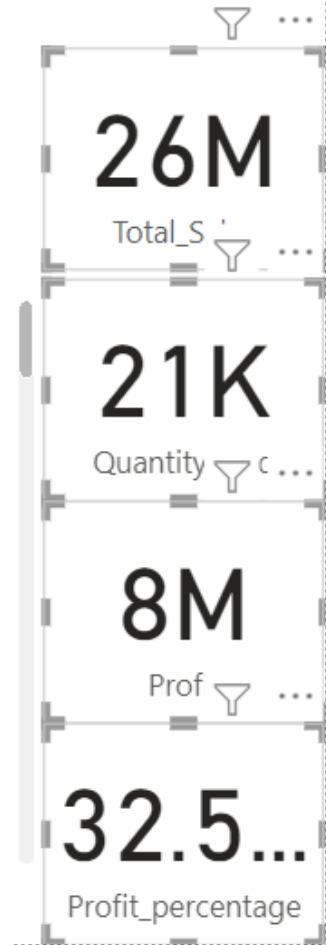 26M
Total_S
21K
Quantity
8M
Prof
32.5...
Profit_percentage